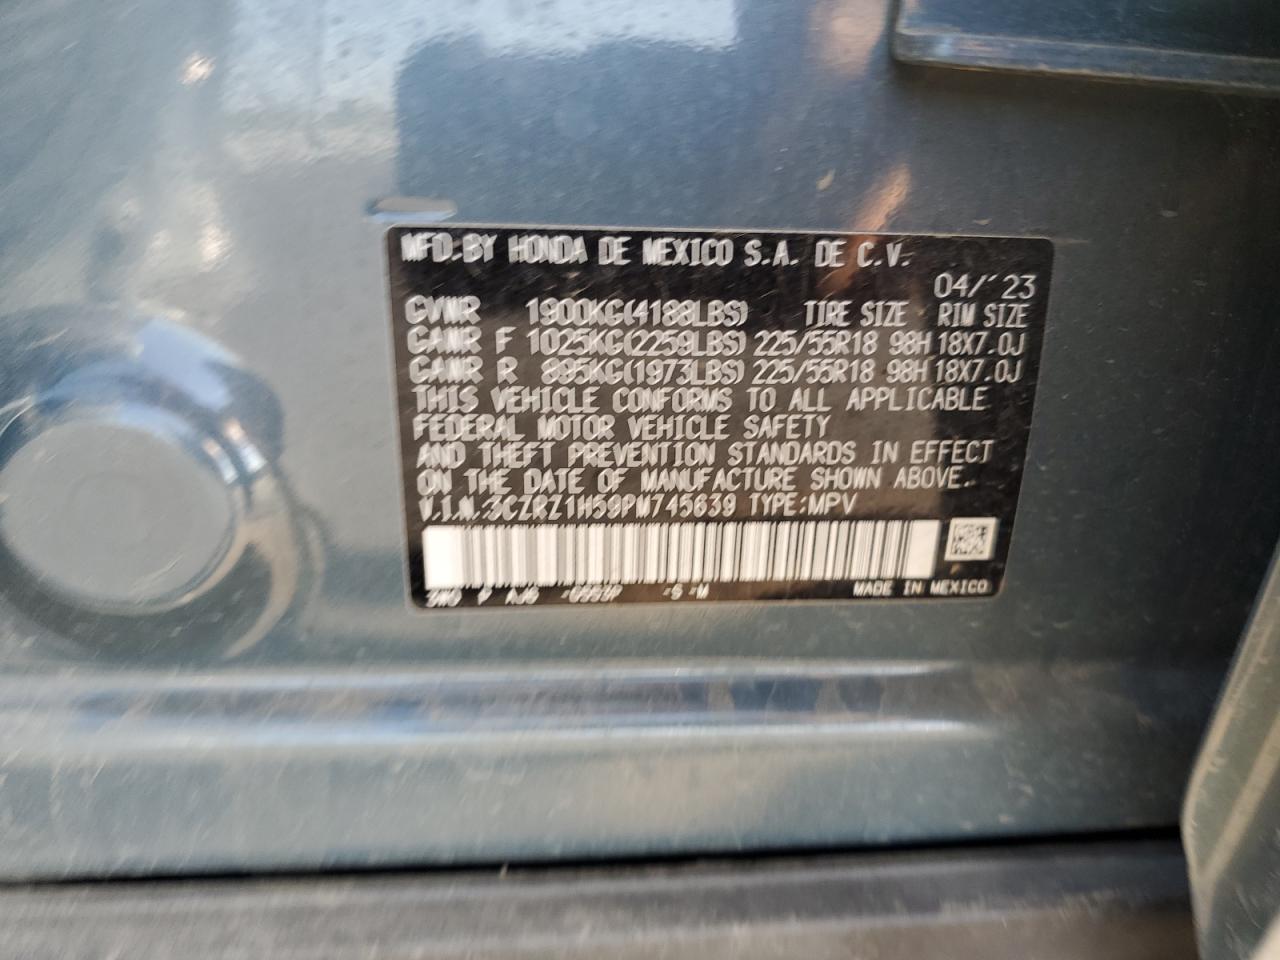 MFD.BY HONDA DE MEXICO S.A. DE C.V.
04/'23
GVWR 1900KG(4188LBS) TIRE SIZE RIM SIZE
GAWR F 1025KG(2259LBS) 225/55R18 98H 18X7.0J
GAWR R 895KG(1973LBS) 225/55R18 98H 18X7.0J
THIS VEHICLE CONFORMS TO ALL APPLICABLE
FEDERAL MOTOR VEHICLE SAFETY
AND THEFT PREVENTION STANDARDS IN EFFECT
ON THE DATE OF MANUFACTURE SHOWN ABOVE.
V.I.N.3CZRZ1H59PM745639 TYPE:MPV
P -S -M MADE IN MEXICO